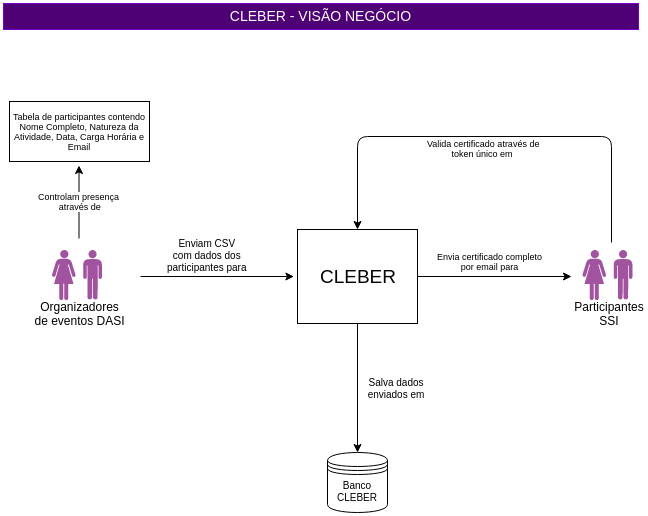 CLEBER - VISÃO NEGÓCIO
Tabela de participantes contendo
Nome Completo, Natureza da
Atividade, Data, Carga Horária e
Email
Valida certificado através de
token único em
Controlam presença
através de
Enviam CSV
com dados dos
participantes para
CLEBER
Envia certificado completo
por email para
Organizadores
de eventos DASI
Participantes
SSI
Salva dados
enviados em
Banco
CLEBER